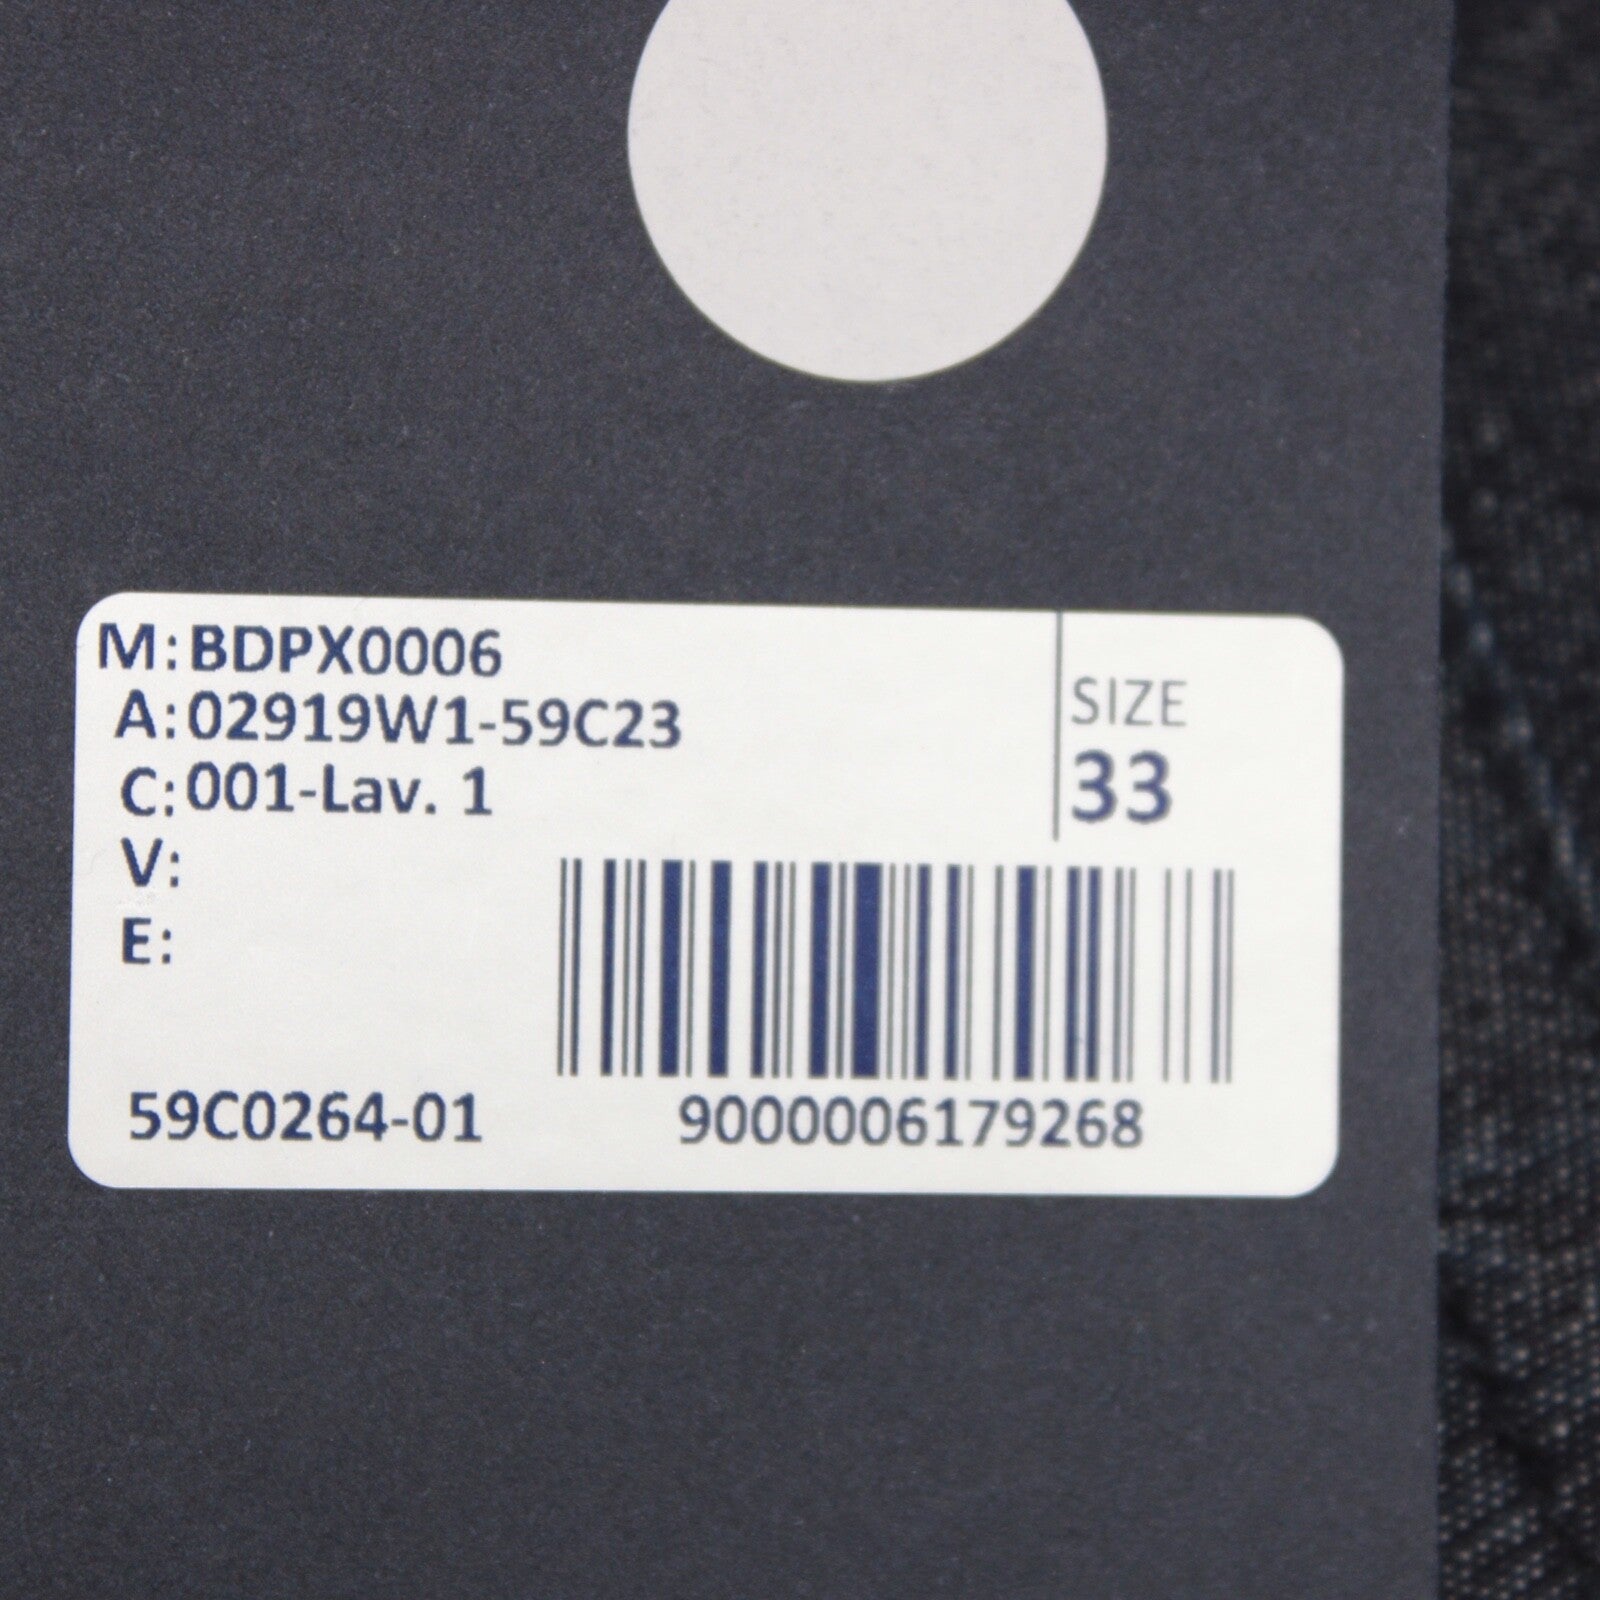 M: BDPX0006
A: 02919W1-59C23
C: 001-Lav. 1
V:
E:
SIZE
33
59C0264-01
9000006179268